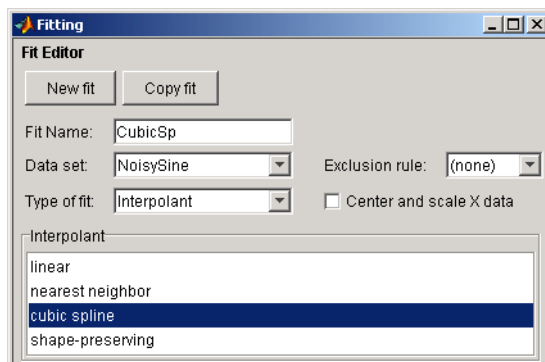 Fitting
Fit Editor
New fit Copy fit
Fit Name: CubicSp
Data set: NoisySine Exclusion rule: (none)
Type of fit: Interpolant Center and scale X data
Interpolant
linear
nearest neighbor
cubic spline
shape-preserving